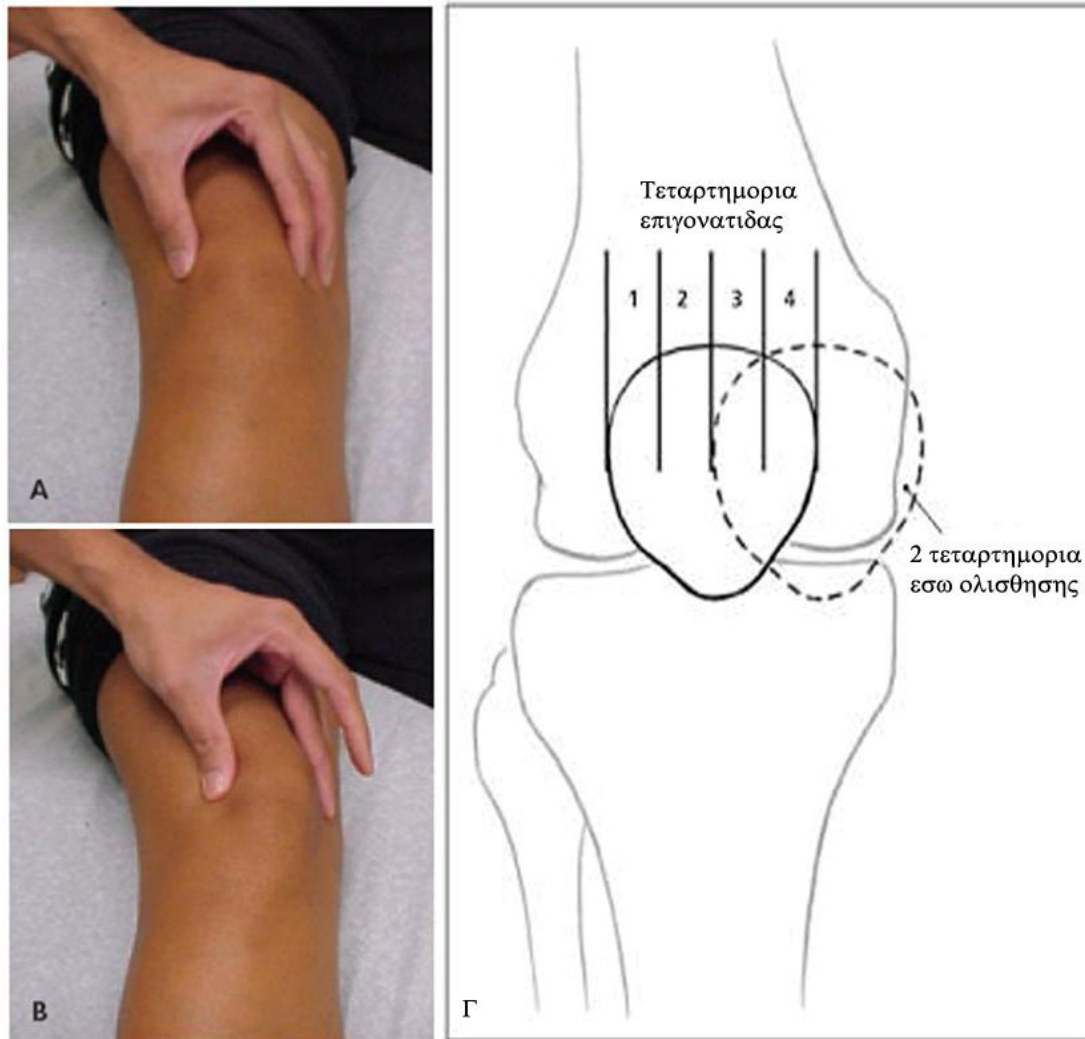 A
B
Τεταρτημορια
επιγονατιδας
1 2 3 4
2 τεταρτημορια
εσω ολισθησης
Γ